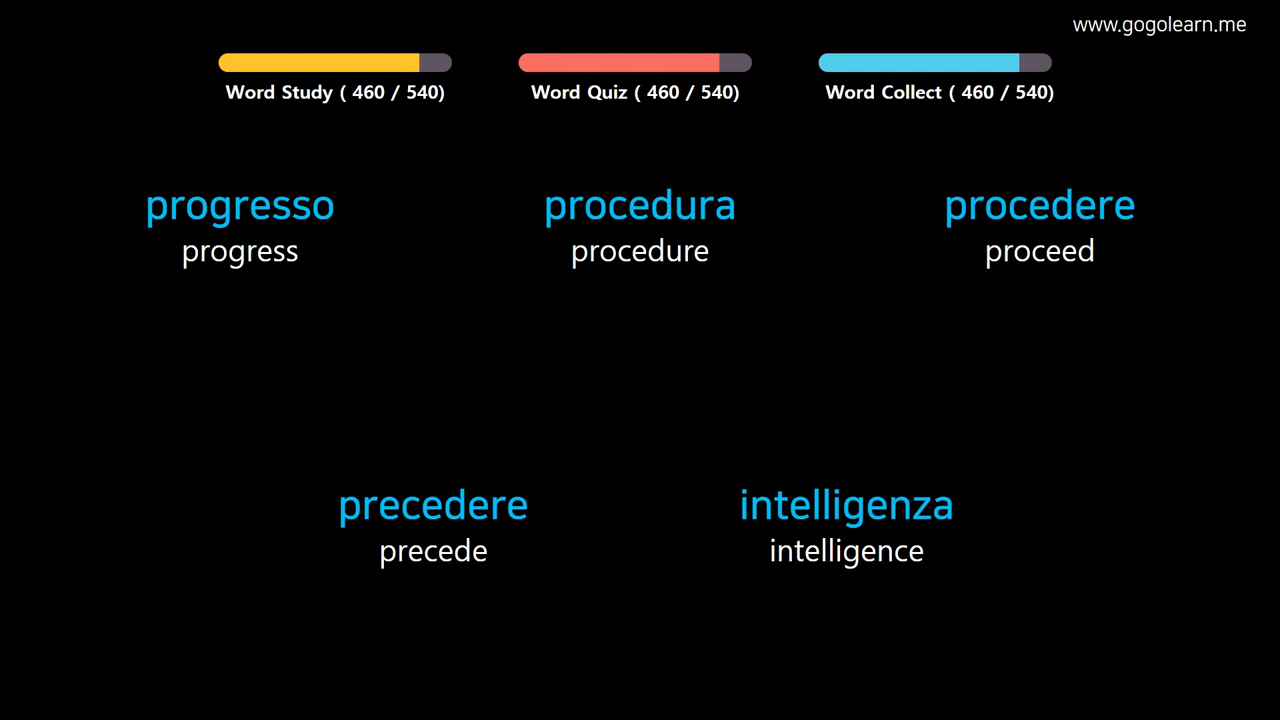 www.gogolearn.me
Word Study ( 460 / 540)
Word Quiz ( 460 / 540)
Word Collect ( 460 / 540)
progresso
progress
procedura
procedure
procedere
proceed
precedere
precede
intelligenza
intelligence